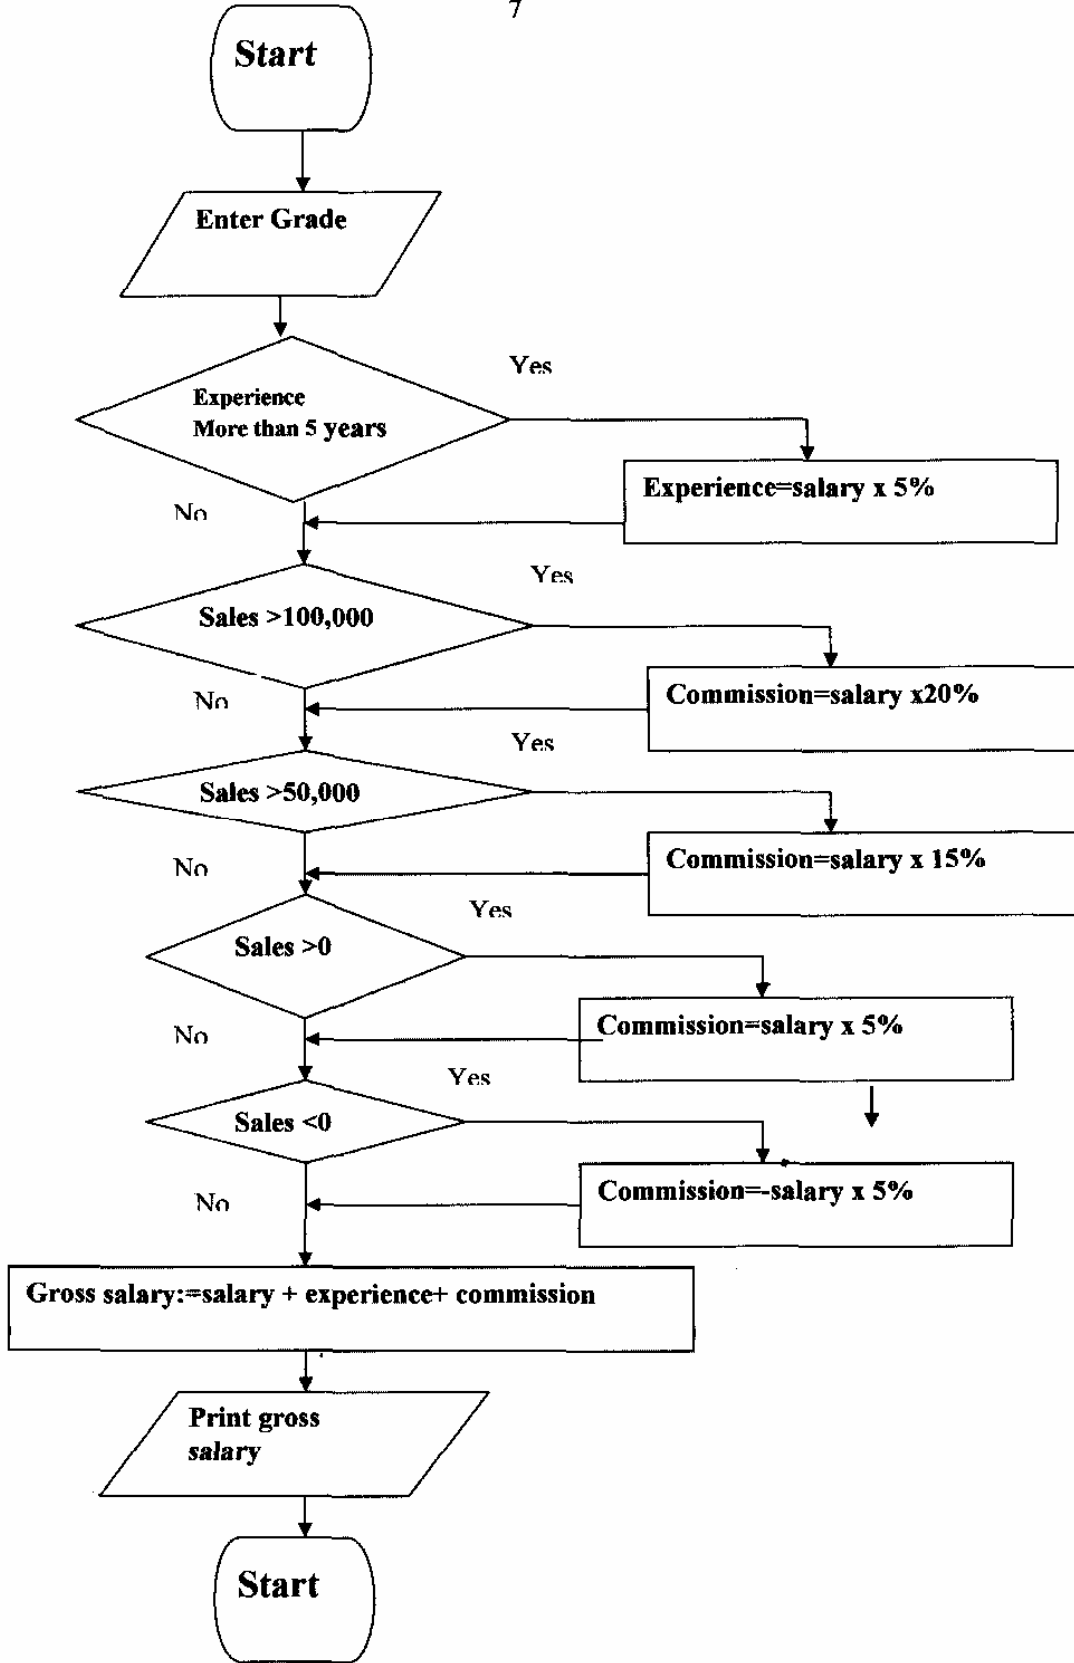 7
Start
Enter Grade
Yes
Experience
More than 5 years
Experience=salary x 5%
No
Yes
Sales >100,000
Commission=salary x20%
No
Yes
Sales >50,000
Commission=salary x 15%
No
Yes
Sales >0
Commission=salary x 5%
No
Yes
Sales <0
Commission=-salary x 5%
No
Gross salary:=salary + experience+ commission
Print gross
salary
Start